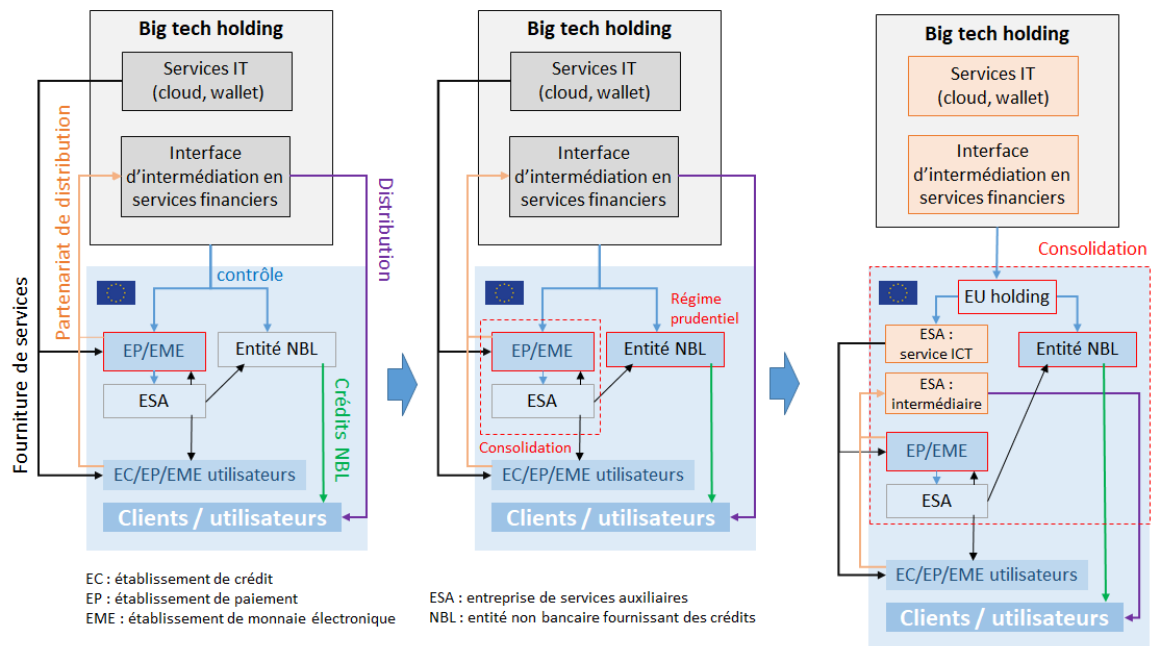 Big tech holding
Services IT
(cloud, wallet)
Interface
d'intermédiation en
services financiers
Fourniture de services
Partenariat de distribution
Distribution
contrôle
EP/EME
Entité NBL
ESA
Crédits NBL
EC/EP/EME utilisateurs
Clients / utilisateurs
Big tech holding
Services IT
(cloud, wallet)
Interface
d'intermédiation en
services financiers
Régime
prudentiel
EP/EME
Entité NBL
ESA
Consolidation
EC/EP/EME utilisateurs
Clients / utilisateurs
Big tech holding
Services IT
(cloud, wallet)
Interface
d'intermédiation en
services financiers
Consolidation
EU holding
ESA :
service ICT
Entité NBL
ESA :
intermédiaire
EP/EME
ESA
EC/EP/EME utilisateurs
Clients / utilisateurs
EC : établissement de crédit
EP : établissement de paiement
EME : établissement de monnaie électronique
ESA : entreprise de services auxiliaires
NBL : entité non bancaire fournissant des crédits